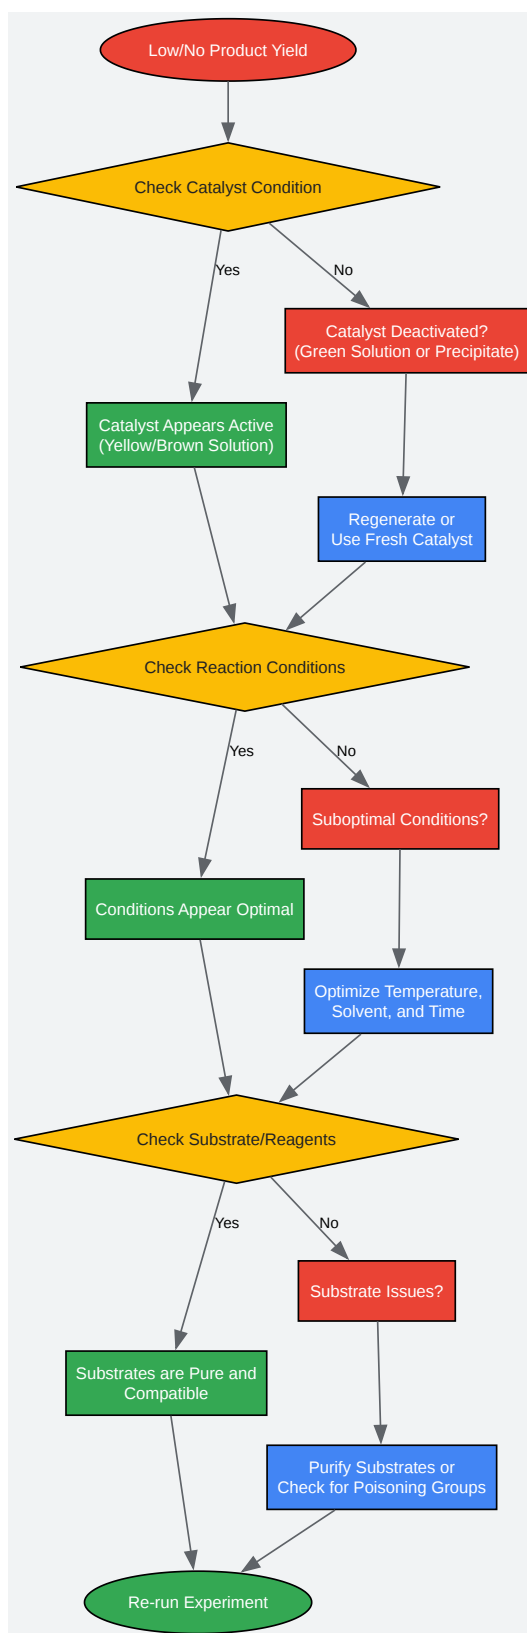 Low/No Product Yield
Check Catalyst Condition
Yes
No
Catalyst Deactivated?
(Green Solution or Precipitate)
Catalyst Appears Active
(Yellow/Brown Solution)
Regenerate or
Use Fresh Catalyst
Check Reaction Conditions
Yes
No
Suboptimal Conditions?
Conditions Appear Optimal
Optimize Temperature,
Solvent, and Time
Check Substrate/Reagents
Yes
No
Substrate Issues?
Substrates are Pure and
Compatible
Purify Substrates or
Check for Poisoning Groups
Re-run Experiment